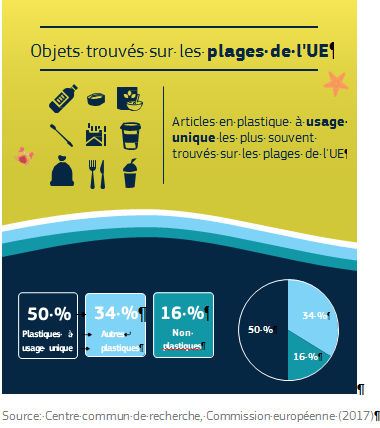 Objets trouvés sur les plages de l'UE¶
Articles en plastique à usage
unique les plus souvent
trouvés sur les plages de l'UE¶
50 %
Plastiques à
usage unique
34 %¶
Autres
plastiques¶
16 %¶
Non-
plastiques¶
50 %¶
34 %¶
16 %¶
¶
Source: Centre commun de recherche, Commission européenne (2017)¶